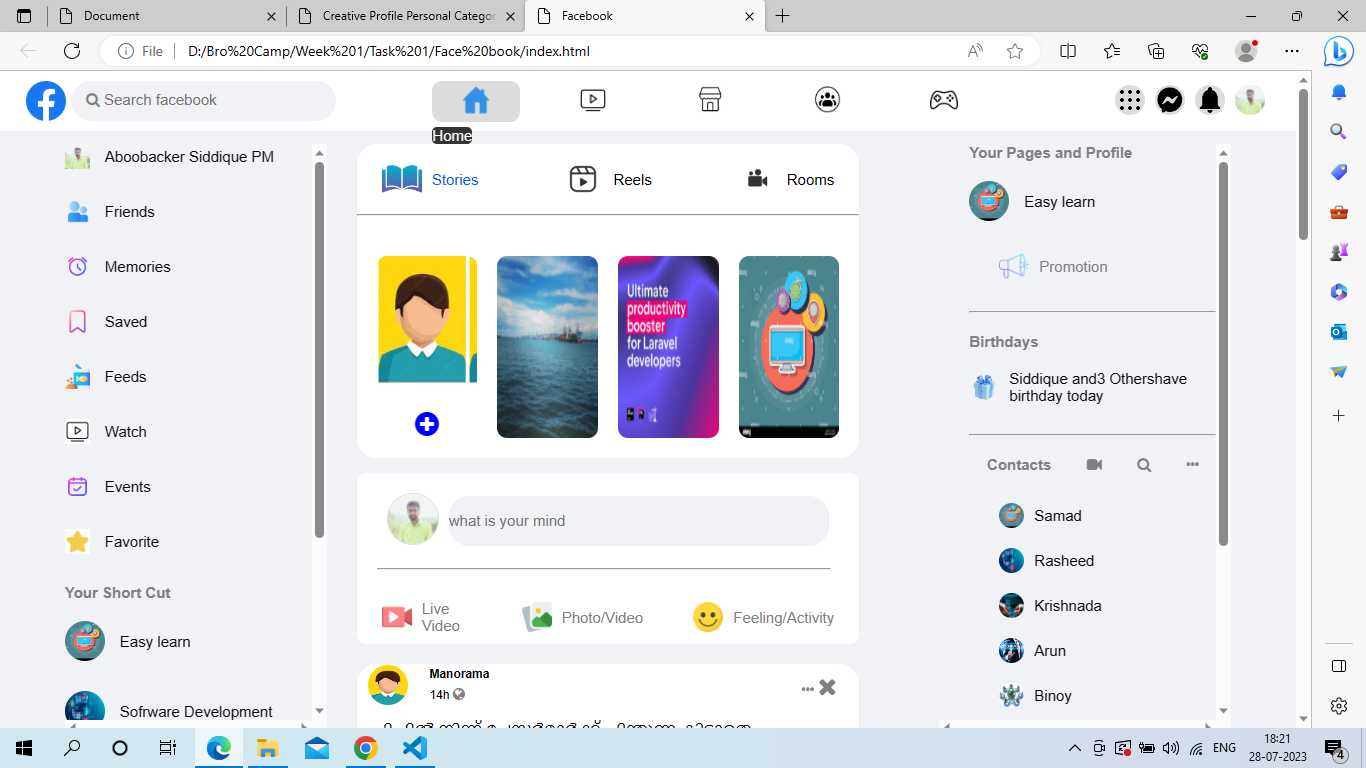 Document
Creative Profile Personal Categor
Facebook
File
D:/Bro%20Camp/Week%201/Task%201/Face%20book/index.html
Search facebook
Home
Aboobacker Siddique PM
Friends
Memories
Saved
Feeds
Watch
Events
Favorite
Your Short Cut
Easy learn
Sofrware Development
Stories
Reels
Rooms
Ultimate
productivity
booster
for Laravel
developers
what is your mind
Live
Video
Photo/Video
Feeling/Activity
Manorama
14h
Your Pages and Profile
Easy learn
Promotion
Birthdays
Siddique and3 Othershave
birthday today
Contacts
Samad
Rasheed
Krishnada
Arun
Binoy
ENG
18:21
28-07-2023
4